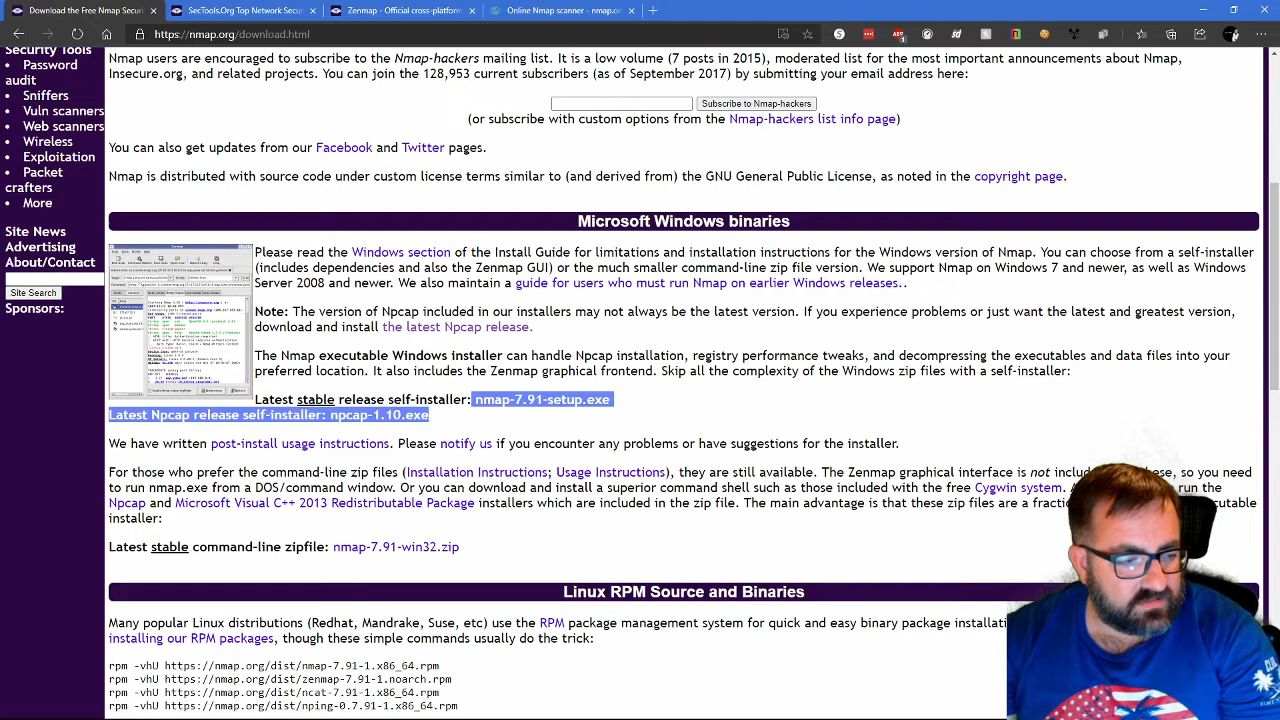 Download the Free Nmap Secur
SecTools.Org Top Network Secur
Zenmap - Official cross-platform
Online Nmap scanner - nmap.on
https://nmap.org/download.html
Security Tools
Password
audit
Sniffers
Vuln scanners
Web scanners
Wireless
Exploitation
Packet
crafters
More
Site News
Advertising
About/Contact
Site Search
Sponsors:
Nmap users are encouraged to subscribe to the Nmap-hackers mailing list. It is a low volume (7 posts in 2015), moderated list for the most important announcements about Nmap,
Insecure.org, and related projects. You can join the 128,953 current subscribers (as of September 2017) by submitting your email address here:
Subscribe to Nmap-hackers
(or subscribe with custom options from the Nmap-hackers list info page)
You can also get updates from our Facebook and Twitter pages.
Nmap is distributed with source code under custom license terms similar to (and derived from) the GNU General Public License, as noted in the copyright page.
Microsoft Windows binaries
Please read the Windows section of the Install Guide for limitations and installation instructions for the Windows version of Nmap. You can choose from a self-installer
(includes dependencies and also the Zenmap GUI) or the much smaller command-line zip file version. We support Nmap on Windows 7 and newer, as well as Windows
Server 2008 and newer. We also maintain a guide for users who must run Nmap on earlier Windows releases..
Note: The version of Npcap included in our installers may not always be the latest version. If you experience problems or just want the latest and greatest version,
download and install the latest Npcap release.
The Nmap executable Windows installer can handle Npcap installation, registry performance tweaks, and decompressing the executables and data files into your
preferred location. It also includes the Zenmap graphical frontend. Skip all the complexity of the Windows zip files with a self-installer:
Latest stable release self-installer: nmap-7.91-setup.exe
Latest Npcap release self-installer: npcap-1.10.exe
We have written post-install usage instructions. Please notify us if you encounter any problems or have suggestions for the installer.
For those who prefer the command-line zip files (Installation Instructions; Usage Instructions), they are still available. The Zenmap graphical interface is not these, so you need
to run nmap.exe from a DOS/command window. Or you can download and install a superior command shell such as those included with the free Cygwin system. run the
Npcap and Microsoft Visual C++ 2013 Redistributable Package installers which are included in the zip file. The main advantage is that these zip files are a
installer:
Latest stable command-line zipfile: nmap-7.91-win32.zip
Linux RPM Source and Binaries
Many popular Linux distributions (Redhat, Mandrake, Suse, etc) use the RPM package management system for quick and easy binary package
installing our RPM packages, though these simple commands usually do the trick:
rpm -vhU https://nmap.org/dist/nmap-7.91-1.x86_64.rpm
rpm -vhU https://nmap.org/dist/zenmap-7.91-1.noarch.rpm
rpm -vhU https://nmap.org/dist/ncat-7.91-1.x86_64.rpm
rpm -vhU https://nmap.org/dist/nping-0.7.91-1.x86_64.rpm